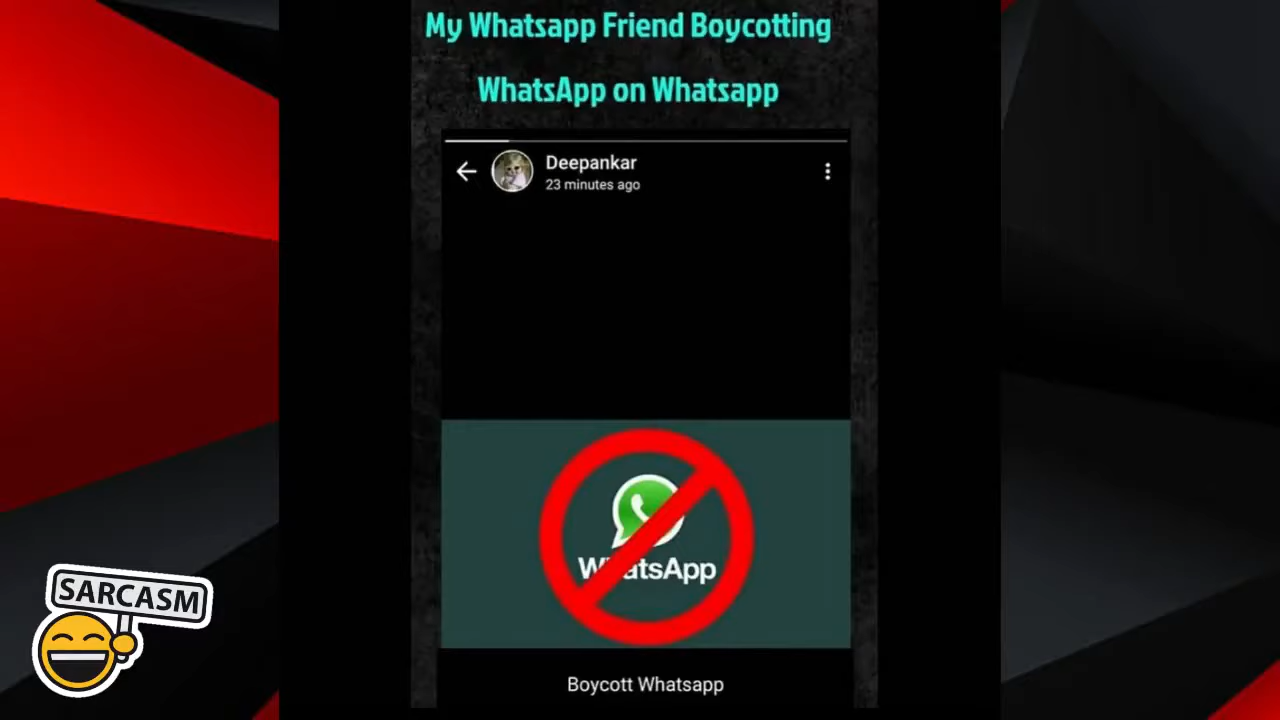 My Whatsapp Friend Boycotting
WhatsApp on Whatsapp
Deepankar
23 minutes ago
WhatsApp
Boycott Whatsapp
SARCASM